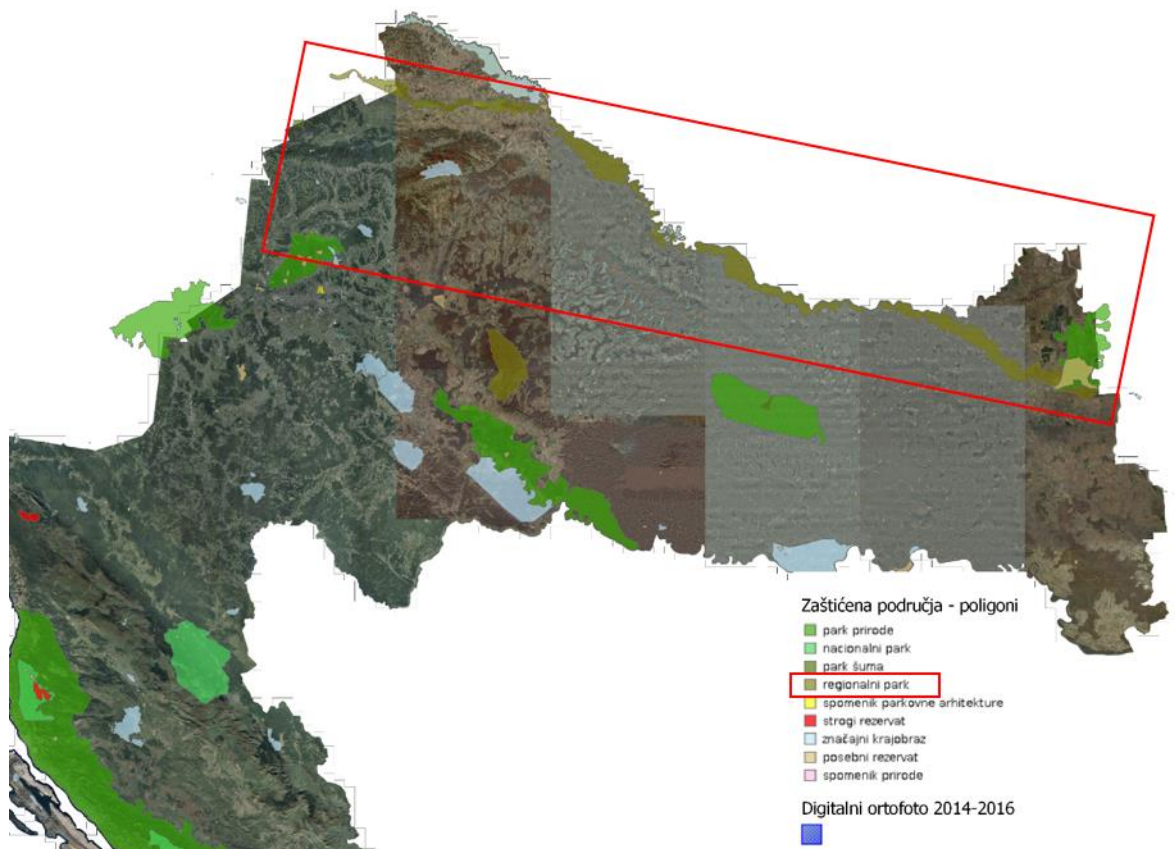 Zaštićena područja - poligoni
park prirode
nacionalni park
park šuma
regionalni park
spomenik parkovne arhitekture
strogi rezervat
značajni krajobraz
posebni rezervat
spomenik prirode
Digitalni ortofoto 2014-2016